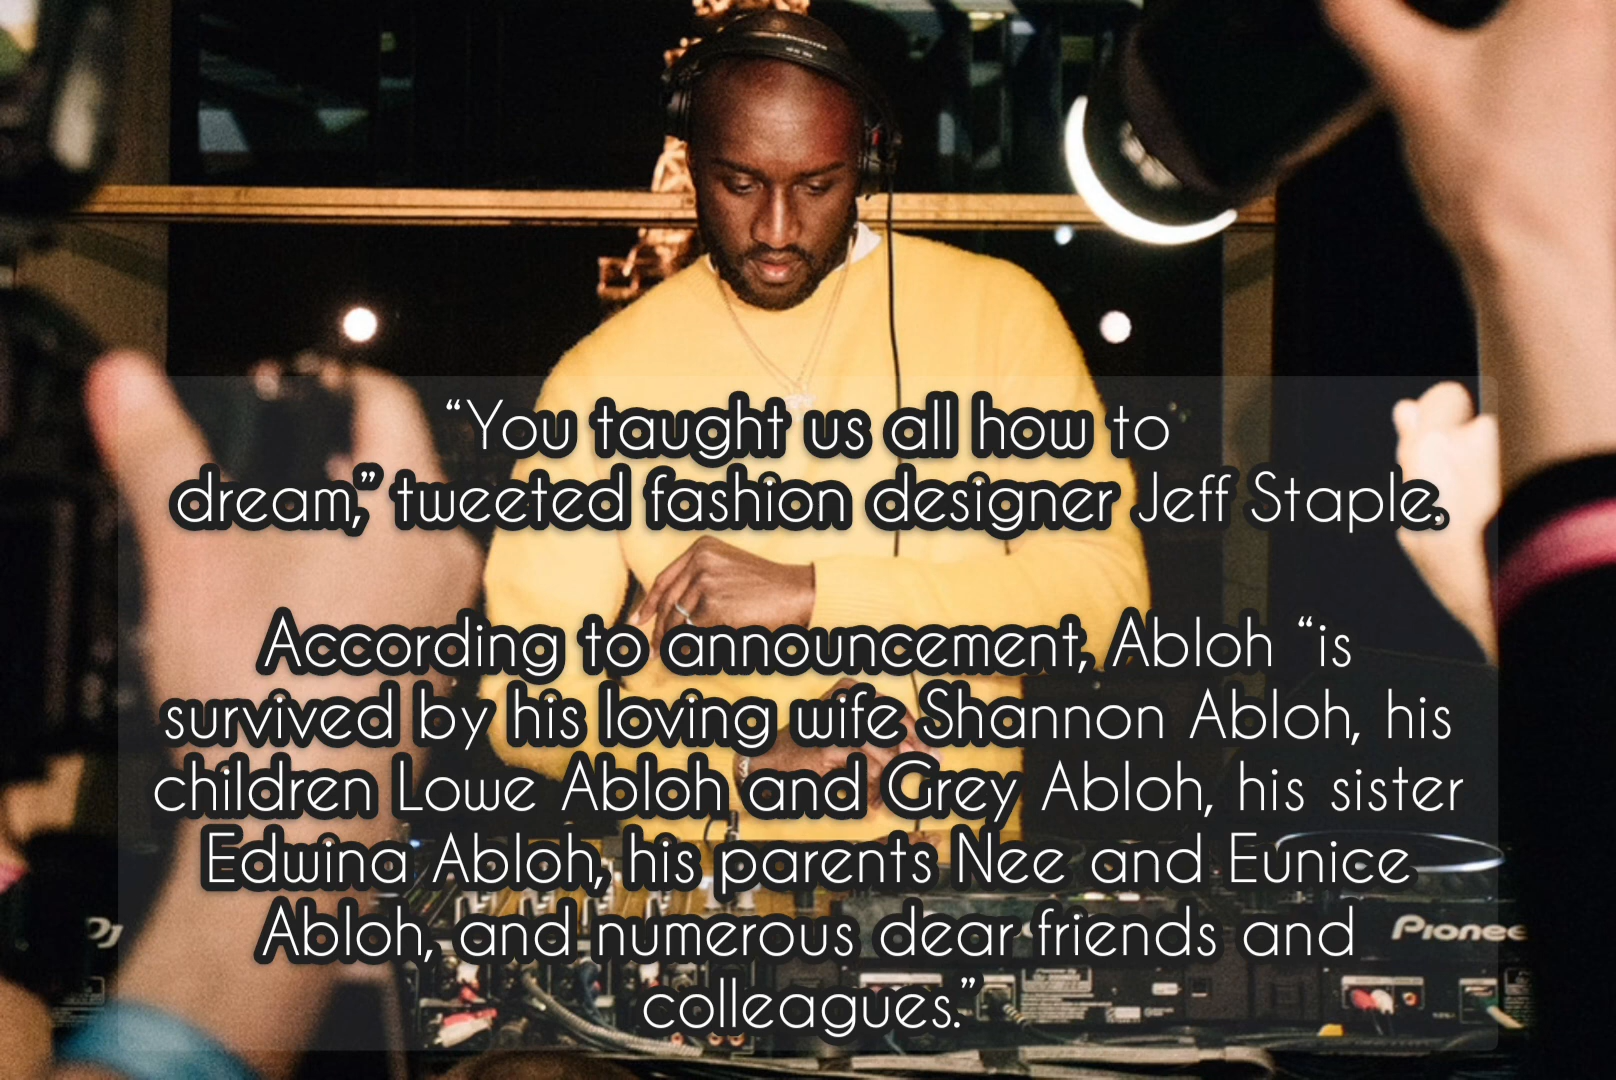 “You taught us all how to
dream,” tweeted fashion designer Jeff Staple.
According to announcement, Abloh “is
survived by his loving wife Shannon Abloh, his
children Lowe Abloh and Grey Abloh, his sister
Edwina Abloh, his parents Nee and Eunice
Abloh, and numerous dear friends and
colleagues.”
Pioneer
DJ